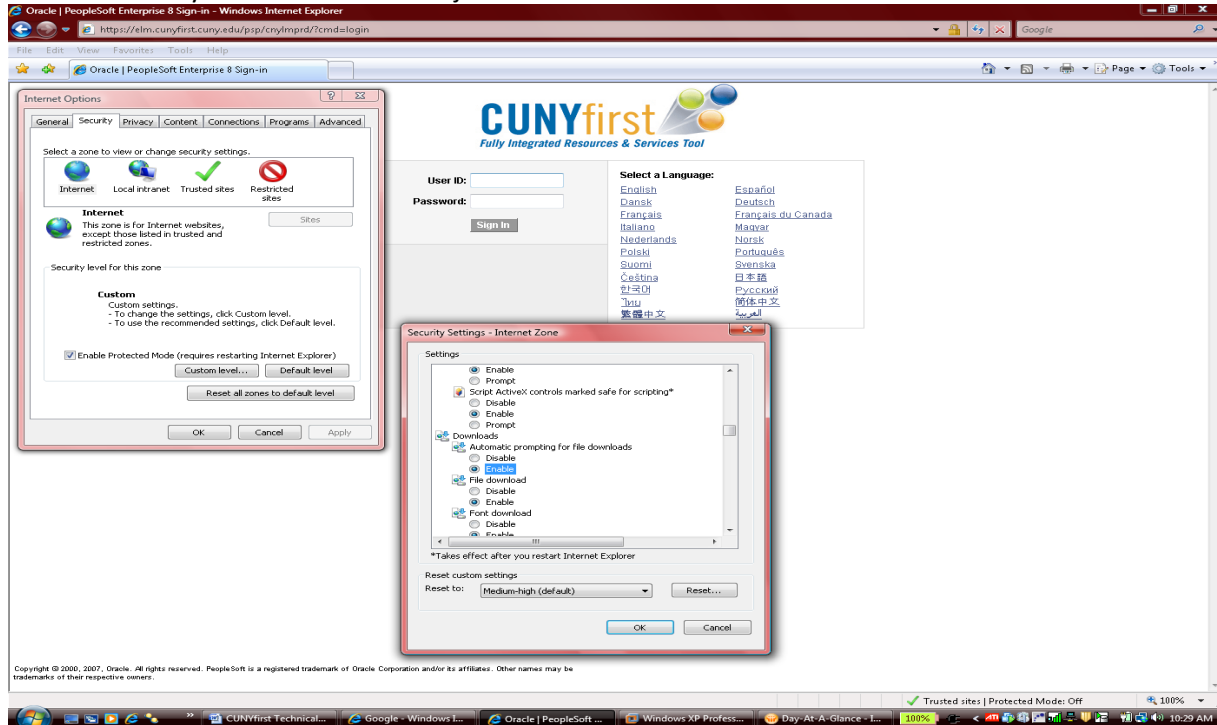 Oracle | PeopleSoft Enterprise 8 Sign-in - Windows Internet Explorer
https://elm.cunyfirst.cuny.edu/psp/cnylmprd/?cmd=login
Google
File Edit View Favorites Tools Help
Oracle | PeopleSoft Enterprise 8 Sign-in
Page Tools
Internet Options
General Security Privacy Content Connections Programs Advanced
Select a zone to view or change security settings.
Internet Local intranet Trusted sites Restricted
sites
Internet
This zone is for Internet websites,
except those listed in trusted and
restricted zones.
Sites
Security level for this zone
Custom
Custom settings.
- To change the settings, click Custom level.
- To use the recommended settings, click Default level.
Enable Protected Mode (requires restarting Internet Explorer)
Custom level... Default level
Reset all zones to default level
OK Cancel Apply
CUNYfirst
Fully Integrated Resources & Services Tool
User ID:
Password:
Sign In
Select a Language:
English Español
Dansk Deutsch
Français Français du Canada
Italiano Magyar
Nederlands Norsk
Polski Português
Suomi Svenska
Čeština 日本語
한국어 Русский
ไทย 简体中文
繁體中文 العربية
Security Settings - Internet Zone
Settings
Enable
Prompt
Script ActiveX controls marked safe for scripting*
Disable
Enable
Prompt
Downloads
Automatic prompting for file downloads
Disable
Enable
File download
Disable
Enable
Font download
Disable
Enable
*Takes effect after you restart Internet Explorer
Reset custom settings
Reset to: Medium-high (default) Reset...
OK Cancel
Copyright © 2000, 2007, Oracle. All rights reserved. PeopleSoft is a registered trademark of Oracle Corporation and/or its affiliates. Other names may be
trademarks of their respective owners.
Trusted sites | Protected Mode: Off 100%
CUNYfirst Technical... Google - Windows I... Oracle | PeopleSoft ... Windows XP Profess... Day-At-A-Glance - I... 100% 10:29 AM